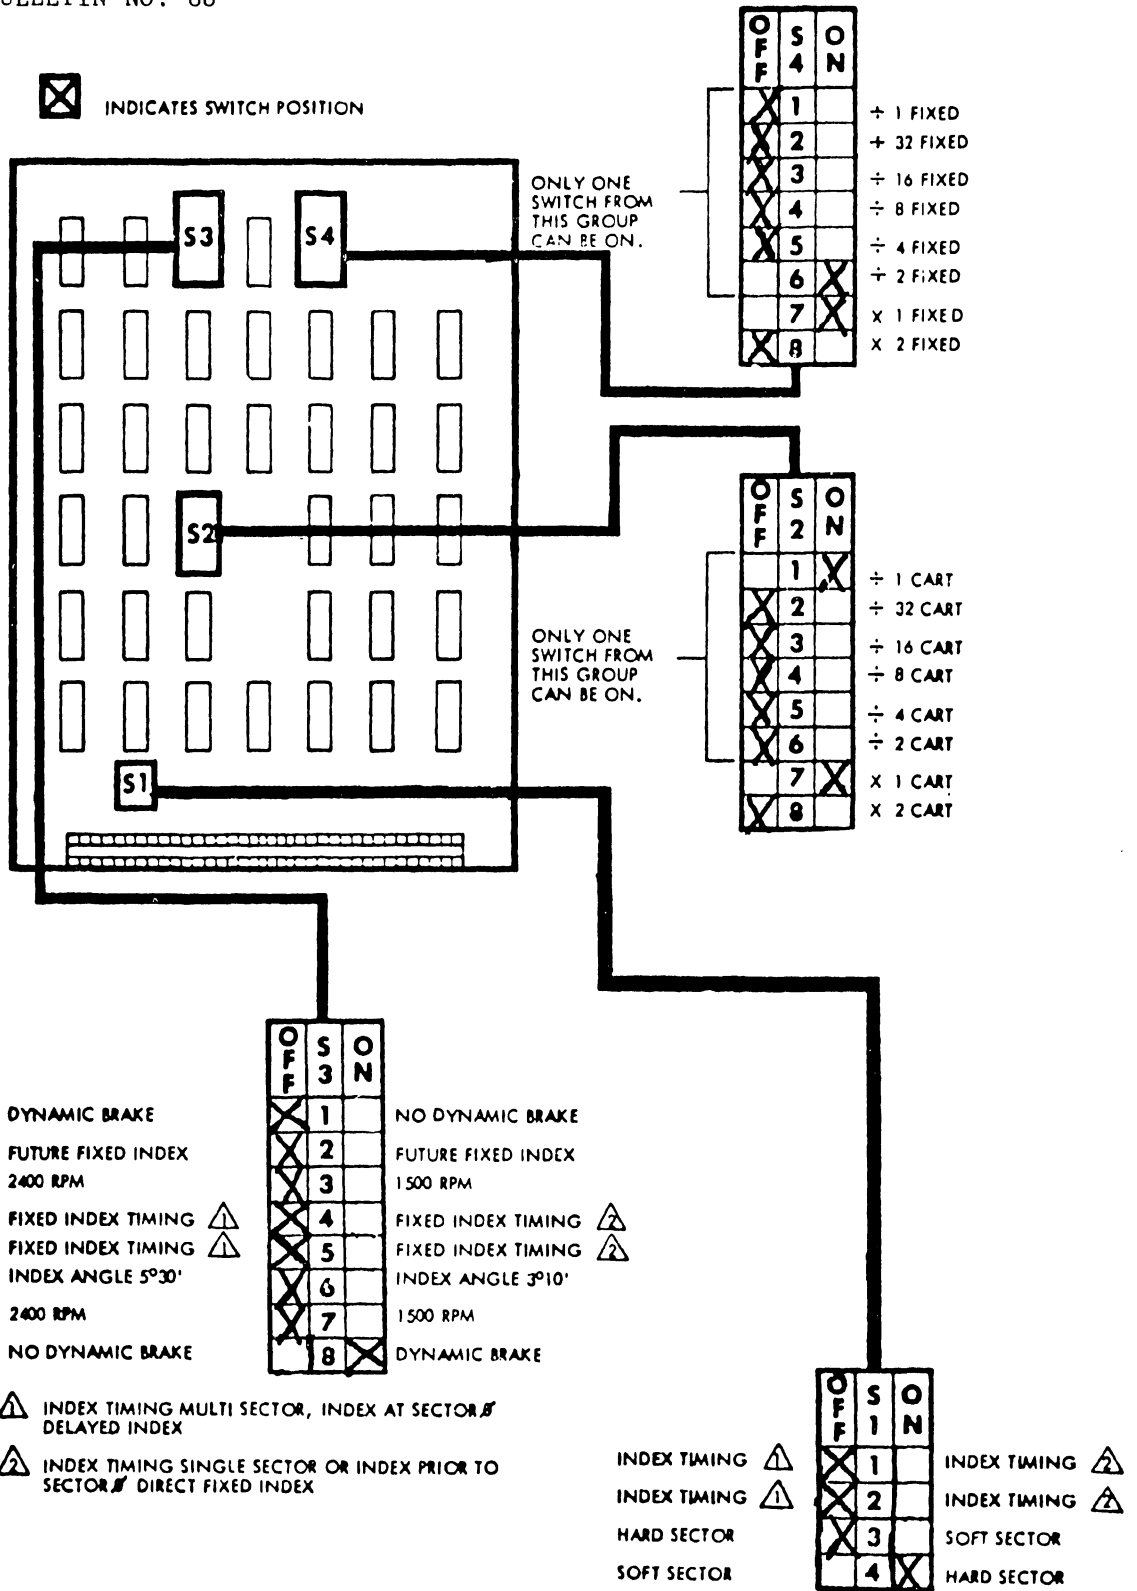 BULLETIN NO. 88
INDICATES SWITCH POSITION
OFF S4 ON
ONLY ONE
SWITCH FROM
THIS GROUP
CAN BE ON.
1 ÷ 1 FIXED
2 + 32 FIXED
3 ÷ 16 FIXED
4 ÷ 8 FIXED
5 ÷ 4 FIXED
6 ÷ 2 FIXED
7 X 1 FIXED
8 X 2 FIXED
S3
S4
S2
S1
OFF S2 ON
ONLY ONE
SWITCH FROM
THIS GROUP
CAN BE ON.
1 ÷ 1 CART
2 ÷ 32 CART
3 ÷ 16 CART
4 ÷ 8 CART
5 ÷ 4 CART
6 ÷ 2 CART
7 X 1 CART
8 X 2 CART
OFF S3 ON
DYNAMIC BRAKE 1 NO DYNAMIC BRAKE
FUTURE FIXED INDEX 2 FUTURE FIXED INDEX
2400 RPM 3 1500 RPM
FIXED INDEX TIMING 1 4 FIXED INDEX TIMING 2
FIXED INDEX TIMING 1 5 FIXED INDEX TIMING 2
INDEX ANGLE 5°30' 6 INDEX ANGLE 3°10'
2400 RPM 7 1500 RPM
NO DYNAMIC BRAKE 8 DYNAMIC BRAKE
1 INDEX TIMING MULTI SECTOR, INDEX AT SECTOR Ø
DELAYED INDEX
2 INDEX TIMING SINGLE SECTOR OR INDEX PRIOR TO
SECTOR Ø DIRECT FIXED INDEX
OFF S1 ON
INDEX TIMING 1 1 INDEX TIMING 2
INDEX TIMING 1 2 INDEX TIMING 2
HARD SECTOR 3 SOFT SECTOR
SOFT SECTOR 4 HARD SECTOR